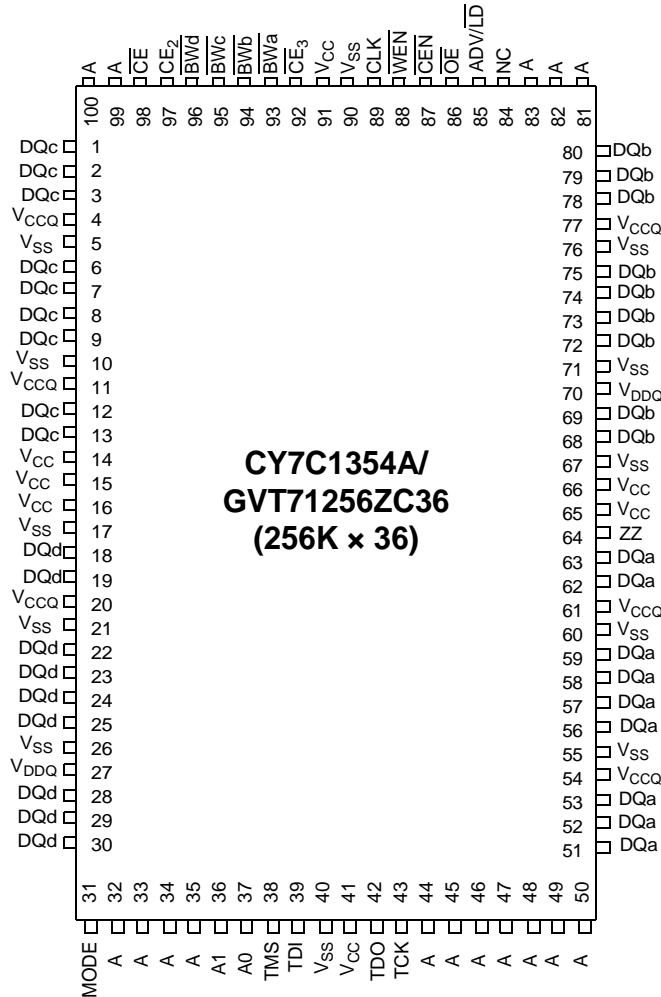 A
A
CE
CE2
BWd
BWc
BWb
BWa
CE3
VCC
VSS
CLK
WEN
CEN
OE
ADV/LD
NC
A
A
A
100
99
98
97
96
95
94
93
92
91
90
89
88
87
86
85
84
83
82
81
DQc 1
DQc 2
DQc 3
VCCQ 4
VSS 5
DQc 6
DQc 7
DQc 8
DQc 9
VSS 10
VCCQ 11
DQc 12
DQc 13
VCC 14
VCC 15
VCC 16
VSS 17
DQd 18
DQd 19
VCCQ 20
VSS 21
DQd 22
DQd 23
DQd 24
DQd 25
VSS 26
VDDQ 27
DQd 28
DQd 29
DQd 30
CY7C1354A/
GVT71256ZC36
(256K × 36)
80 DQb
79 DQb
78 DQb
77 VCCQ
76 VSS
75 DQb
74 DQb
73 DQb
72 DQb
71 VSS
70 VDDQ
69 DQb
68 DQb
67 VSS
66 VCC
65 VCC
64 ZZ
63 DQa
62 DQa
61 VCCQ
60 VSS
59 DQa
58 DQa
57 DQa
56 DQa
55 VSS
54 VCCQ
53 DQa
52 DQa
51 DQa
31
32
33
34
35
36
37
38
39
40
41
42
43
44
45
46
47
48
49
50
MODE
A
A
A
A
A1
A0
TMS
TDI
VSS
VCC
TDO
TCK
A
A
A
A
A
A
A